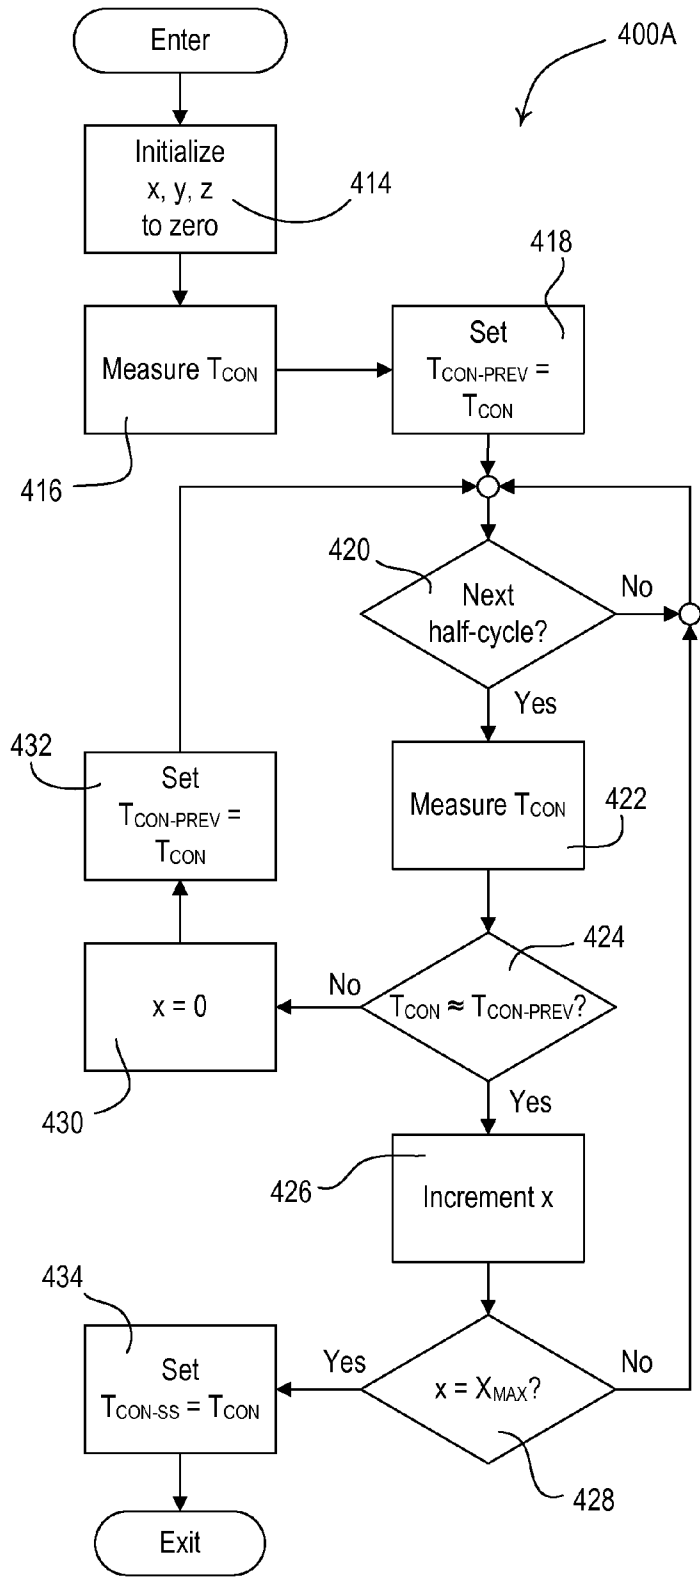 Enter
400A
Initialize
x, y, z
to zero
414
418
Measure TCON
Set
TCON-PREV =
TCON
416
420
Next
half-cycle?
No
Yes
432
Set
TCON-PREV =
TCON
Measure TCON
422
424
No
TCON ≈ TCON-PREV?
x = 0
Yes
430
426
Increment x
434
Set
TCON-SS = TCON
Yes
x = XMAX?
No
428
Exit